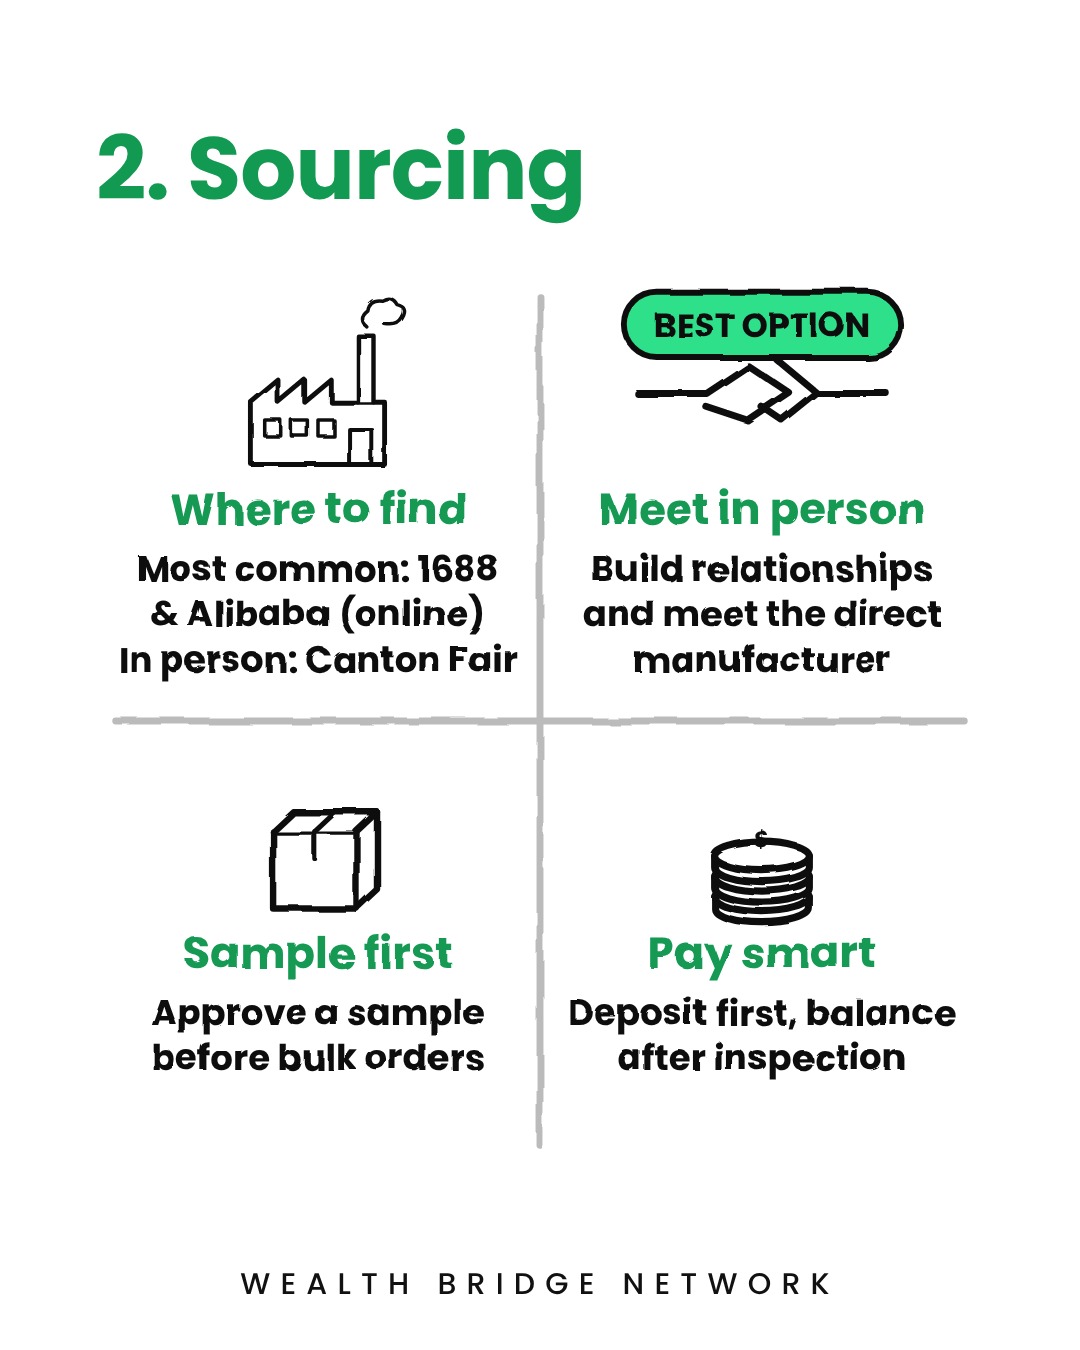 2. Sourcing
Where to find
Most common: 1688
& Alibaba (online)
In person: Canton Fair
BEST OPTION
Meet in person
Build relationships
and meet the direct
manufacturer
Sample first
Approve a sample
before bulk orders
$
Pay smart
Deposit first, balance
after inspection
WEALTH BRIDGE NETWORK